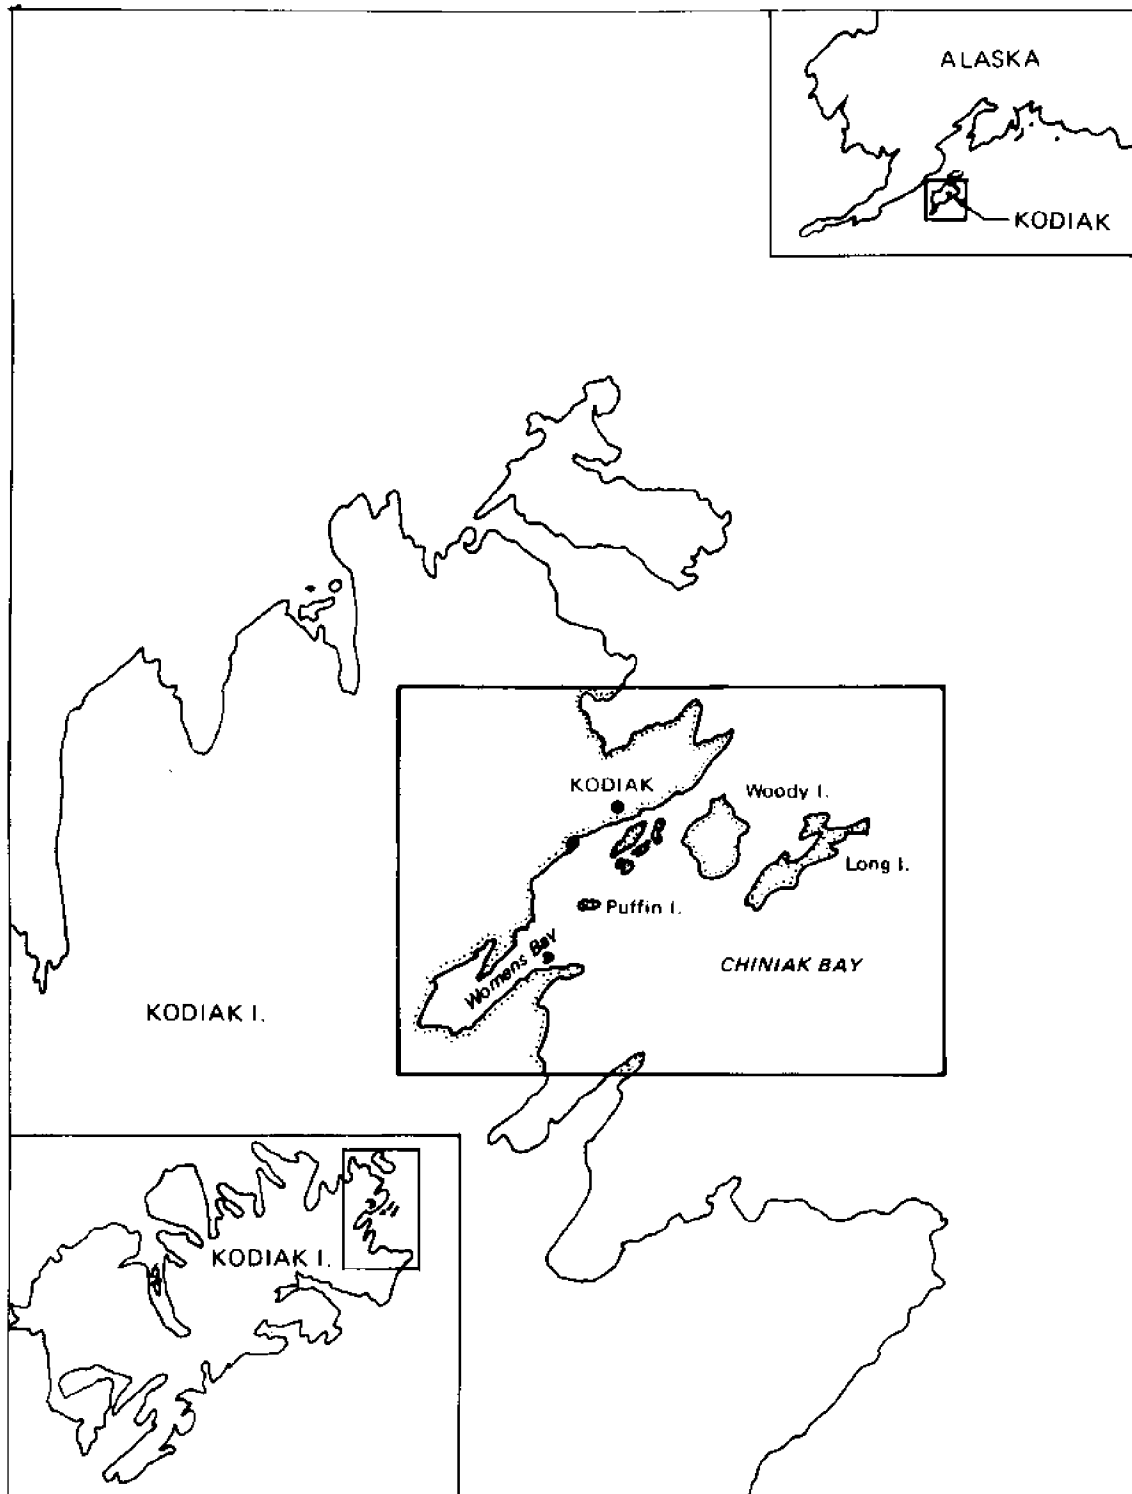 ALASKA
KODIAK
KODIAK
Woody I.
Long I.
Puffin I.
Womens Bay
CHINIAK BAY
KODIAK I.
KODIAK I.